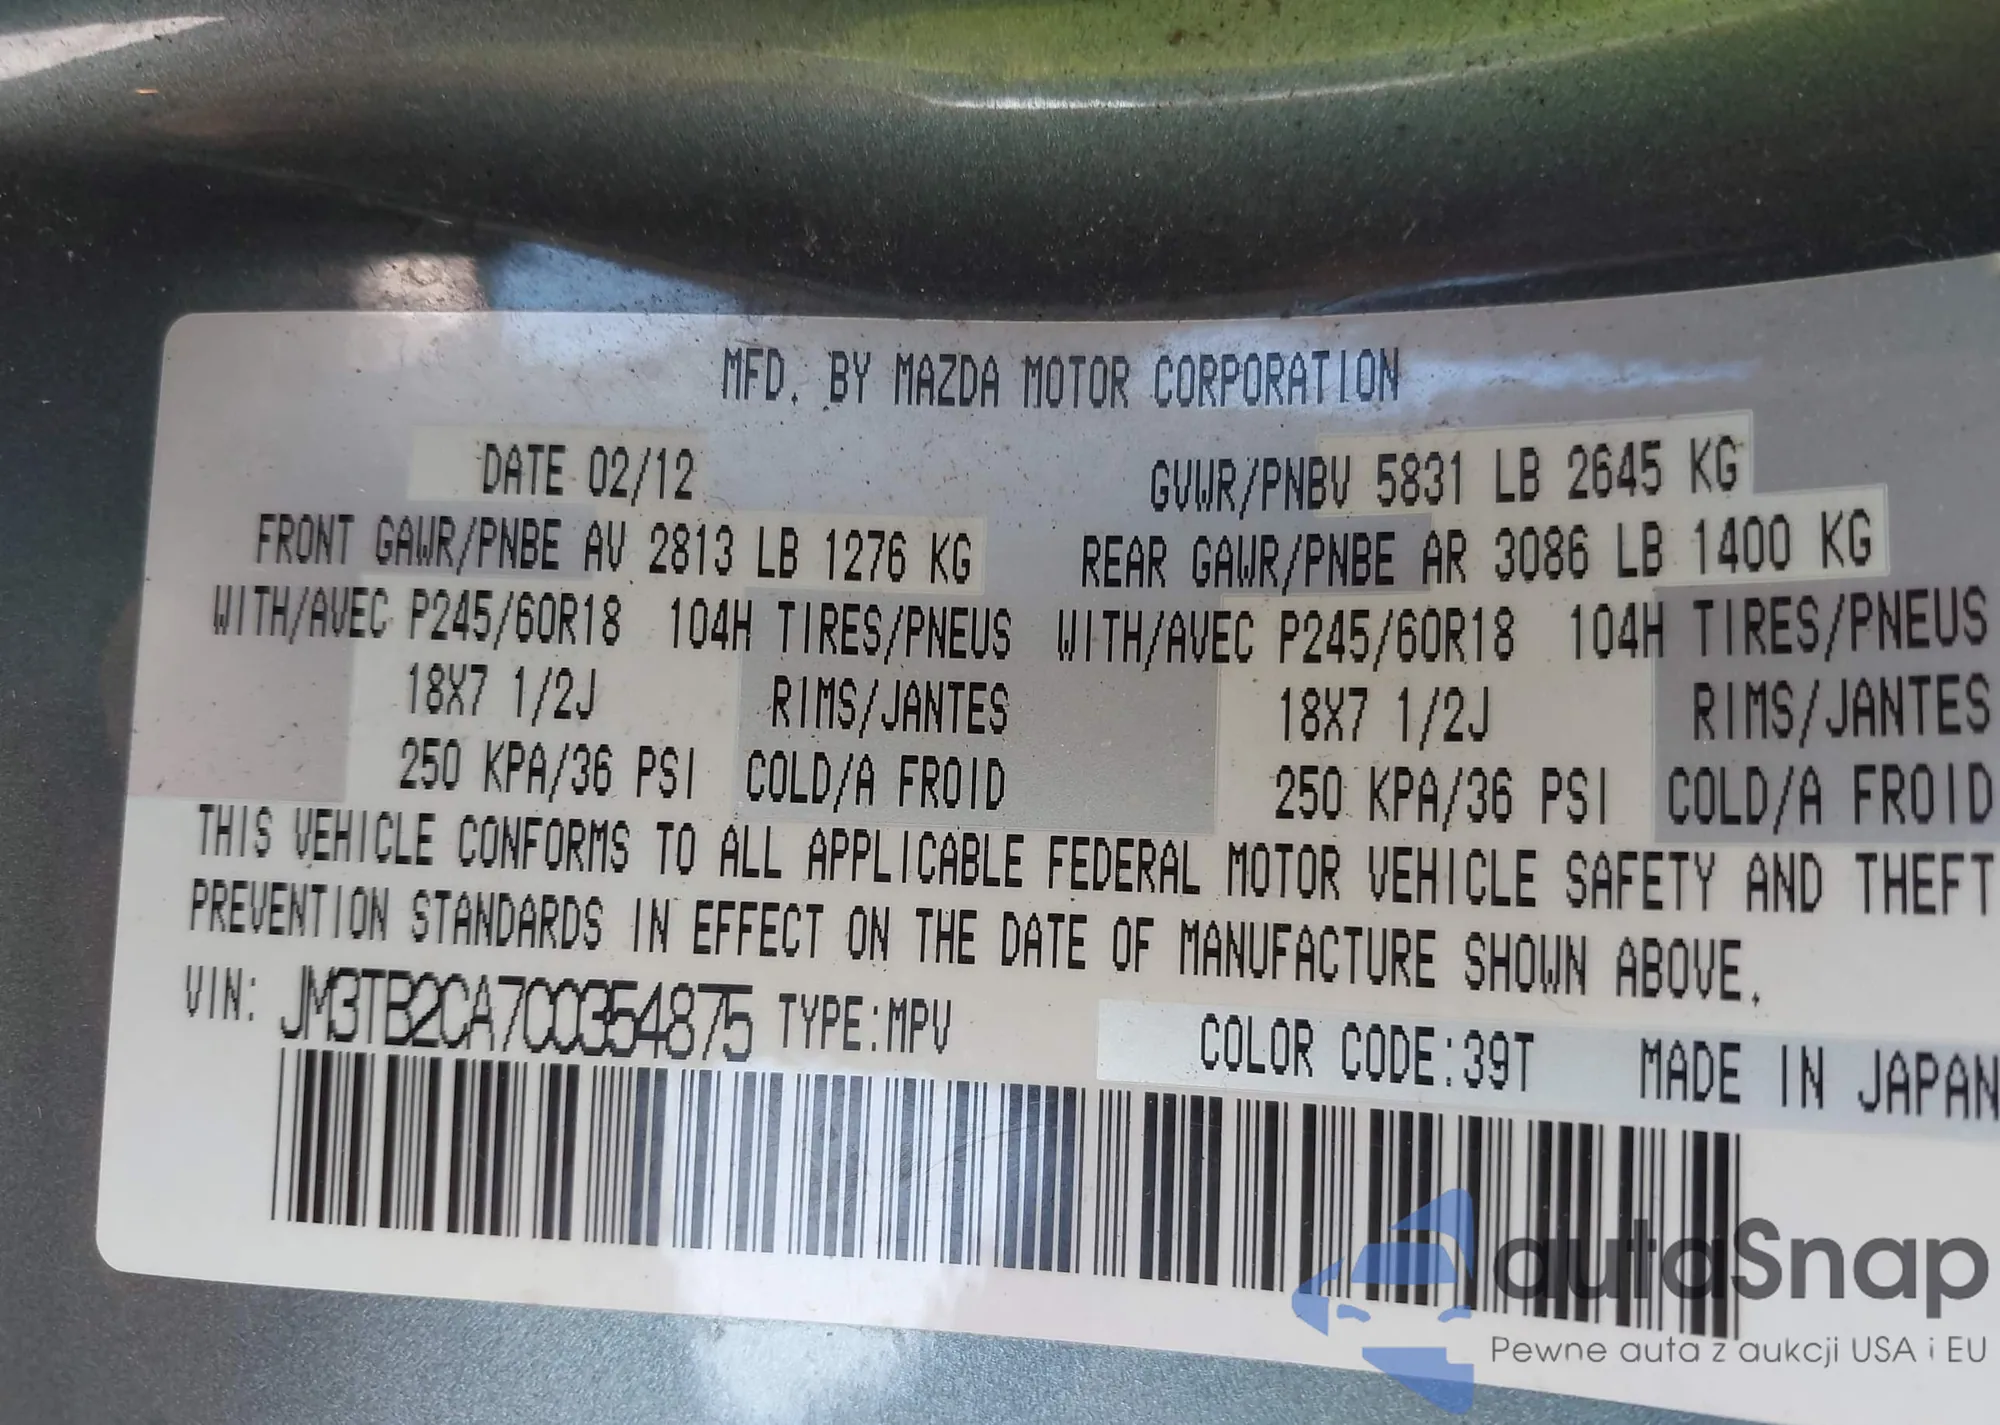 MFD. BY MAZDA MOTOR CORPORATION
DATE 02/12 GVWR/PNBV 5831 LB 2645 KG
FRONT GAWR/PNBE AV 2813 LB 1276 KG REAR GAWR/PNBE AR 3086 LB 1400 KG
WITH/AVEC P245/60R18 104H TIRES/PNEUS WITH/AVEC P245/60R18 104H TIRES/PNEUS
18X7 1/2J RIMS/JANTES 18X7 1/2J RIMS/JANTES
250 KPA/36 PSI COLD/A FROID 250 KPA/36 PSI COLD/A FROID
THIS VEHICLE CONFORMS TO ALL APPLICABLE FEDERAL MOTOR VEHICLE SAFETY AND THEFT
PREVENTION STANDARDS IN EFFECT ON THE DATE OF MANUFACTURE SHOWN ABOVE.
VIN: JM3TB2CA7C0354875 TYPE:MPV COLOR CODE:39T MADE IN JAPAN
autaSnap
Pewne auta z aukcji USA i EU